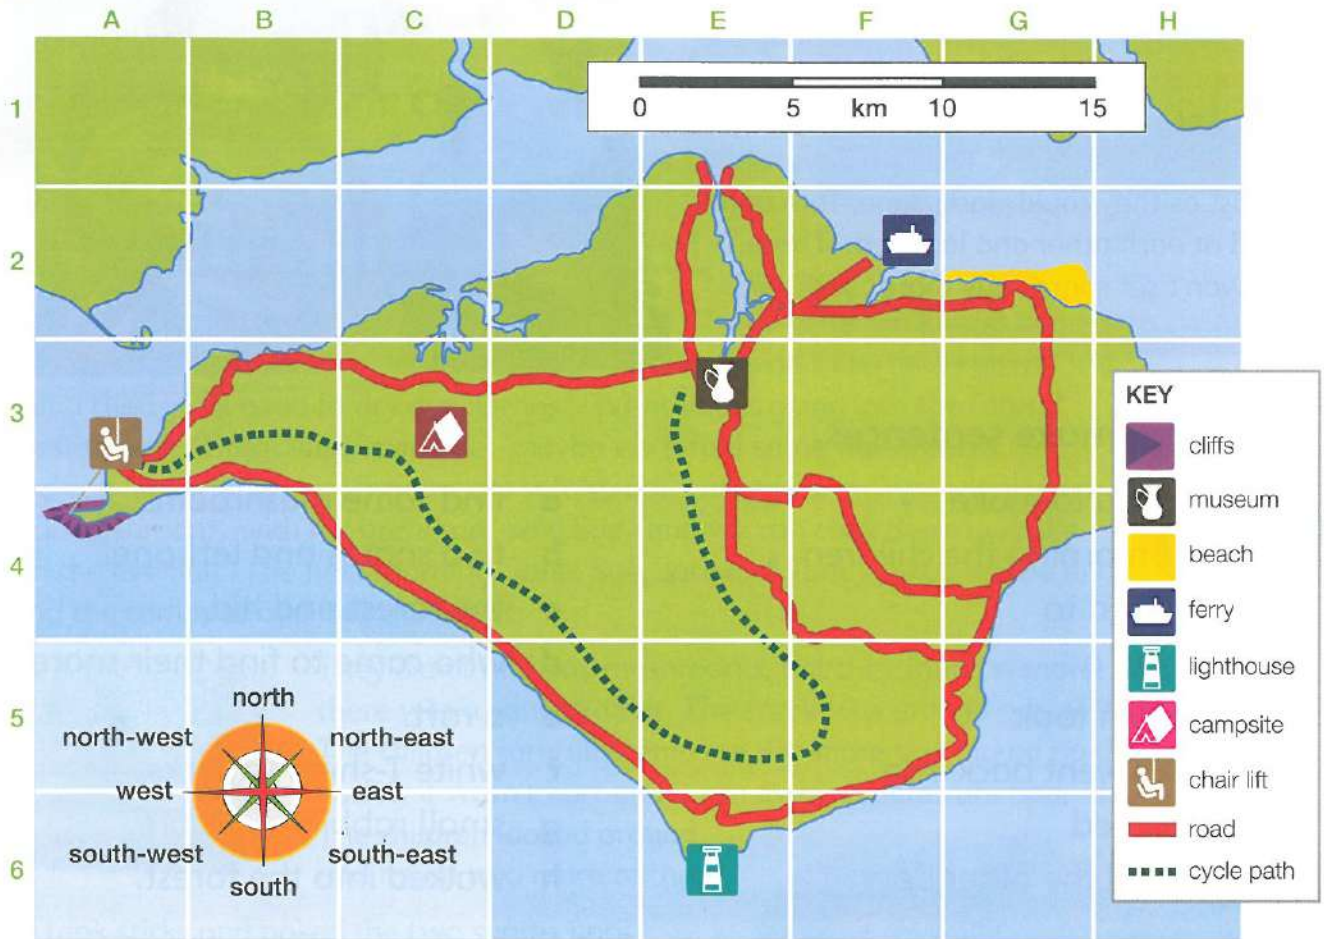 A B C D E F G H
1
0 5 km 10 15
2
3
KEY
cliffs
museum
beach
ferry
lighthouse
campsite
chair lift
road
cycle path
4
5
north
north-west north-east
west east
south-west south-east
south
6